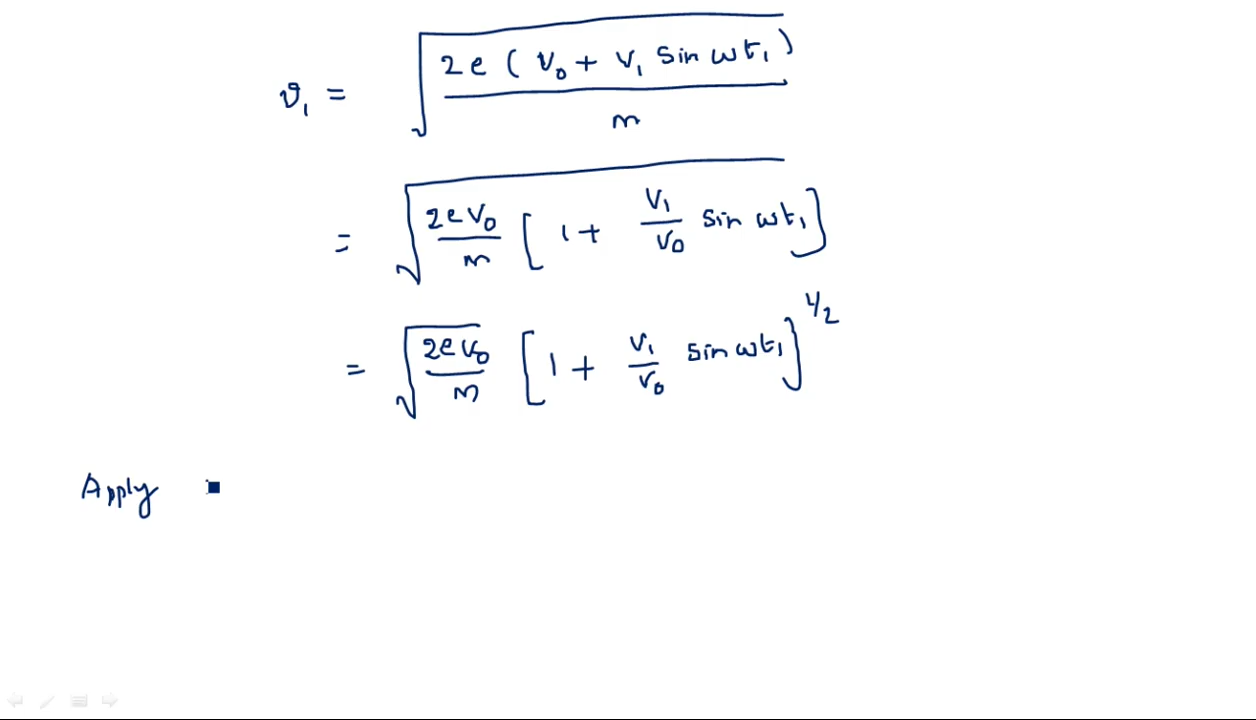 v₁ = √(2e (V₀ + V₁ sin ωt₁) / m)
= √(2eV₀/m [1 + V₁/V₀ sin ωt₁])
= √(2eV₀/m) [1 + V₁/V₀ sin ωt₁]^1/2
Apply